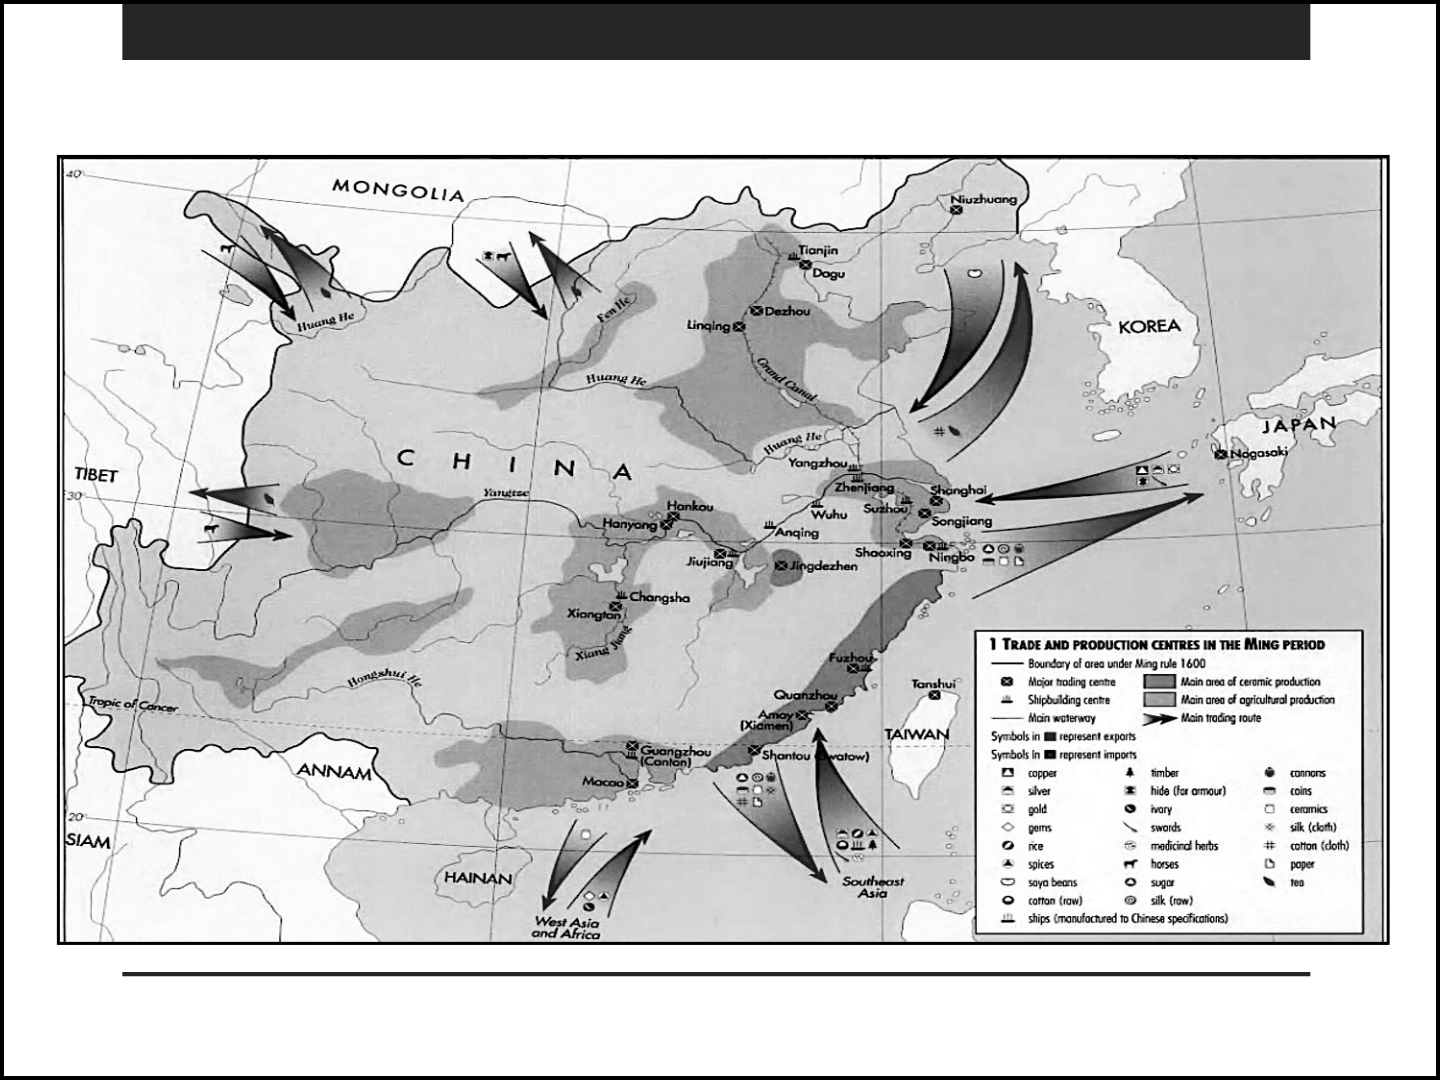 40°
MONGOLIA
Niuzhuang
Tianjin
Dagu
Huang He
Fen He
Dezhou
Linqing
KOREA
Grand Canal
Huang He
JAPAN
Nagasaki
Huang He
CHINA
Yangzhou
TIBET
Zhenjiang
Shanghai
30°
Yangtze
Hankou
Suzhou
Wuhu
Songjiang
Hanyang
Anqing
Shaoxing
Ningbo
Jiujiang
Jingdezhen
Changsha
Xiangtan
Xiang Jiang
Fuzhou
Hongshui He
Tanshui
Quanzhou
Tropic of Cancer
Amoy
(Xiamen)
TAIWAN
Guangzhou
(Canton)
Shantou (Swatow)
ANNAM
Macao
20°
SIAM
HAINAN
Southeast
Asia
West Asia
and Africa
1 TRADE AND PRODUCTION CENTRES IN THE MING PERIOD
Boundary of area under Ming rule 1600
Major trading centre Main area of ceramic production
Shipbuilding centre Main area of agricultural production
Main waterway Main trading route
Symbols in represent exports
Symbols in represent imports
copper timber cannons
silver hide (for armour) coins
gold ivory ceramics
gems swords silk (cloth)
rice medicinal herbs cotton (cloth)
spices horses paper
soya beans sugar tea
cotton (raw) silk (raw)
ships (manufactured to Chinese specifications)